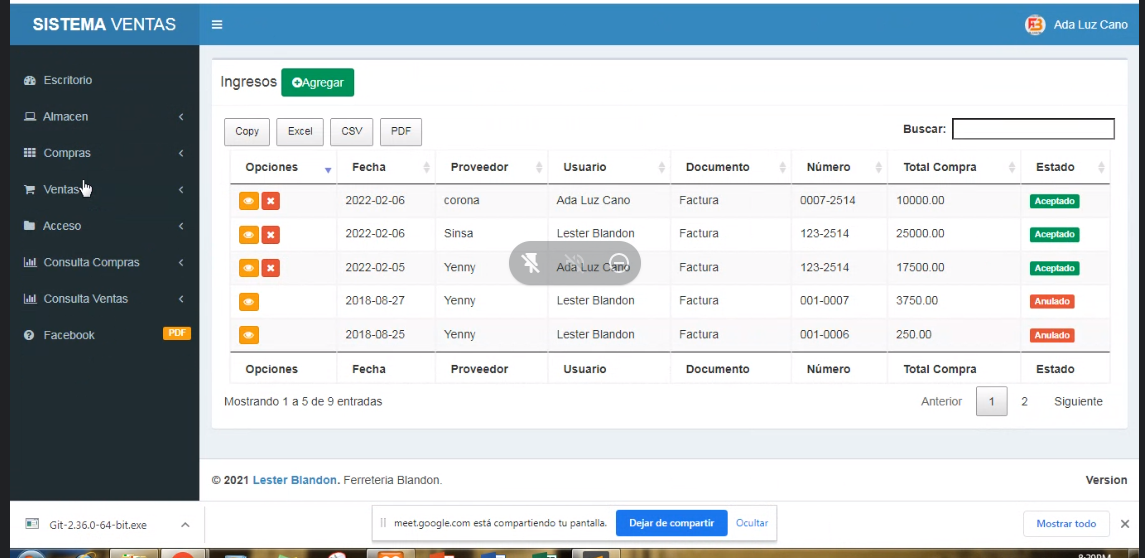 SISTEMA VENTAS
Ada Luz Cano
Escritorio
Almacen
Compras
Ventas
Acceso
Consulta Compras
Consulta Ventas
Facebook PDF
Ingresos Agregar
Copy Excel CSV PDF
Buscar:
Opciones Fecha Proveedor Usuario Documento Número Total Compra Estado
2022-02-06 corona Ada Luz Cano Factura 0007-2514 10000.00 Aceptado
2022-02-06 Sinsa Lester Blandon Factura 123-2514 25000.00 Aceptado
2022-02-05 Yenny Ada Luz Cano Factura 123-2514 17500.00 Aceptado
2018-08-27 Yenny Lester Blandon Factura 001-0007 3750.00 Anulado
2018-08-25 Yenny Lester Blandon Factura 001-0006 250.00 Anulado
Opciones Fecha Proveedor Usuario Documento Número Total Compra Estado
Mostrando 1 a 5 de 9 entradas
Anterior 1 2 Siguiente
© 2021 Lester Blandon. Ferreteria Blandon.
Version
Git-2.36.0-64-bit.exe
meet.google.com está compartiendo tu pantalla. Dejar de compartir Ocultar
Mostrar todo